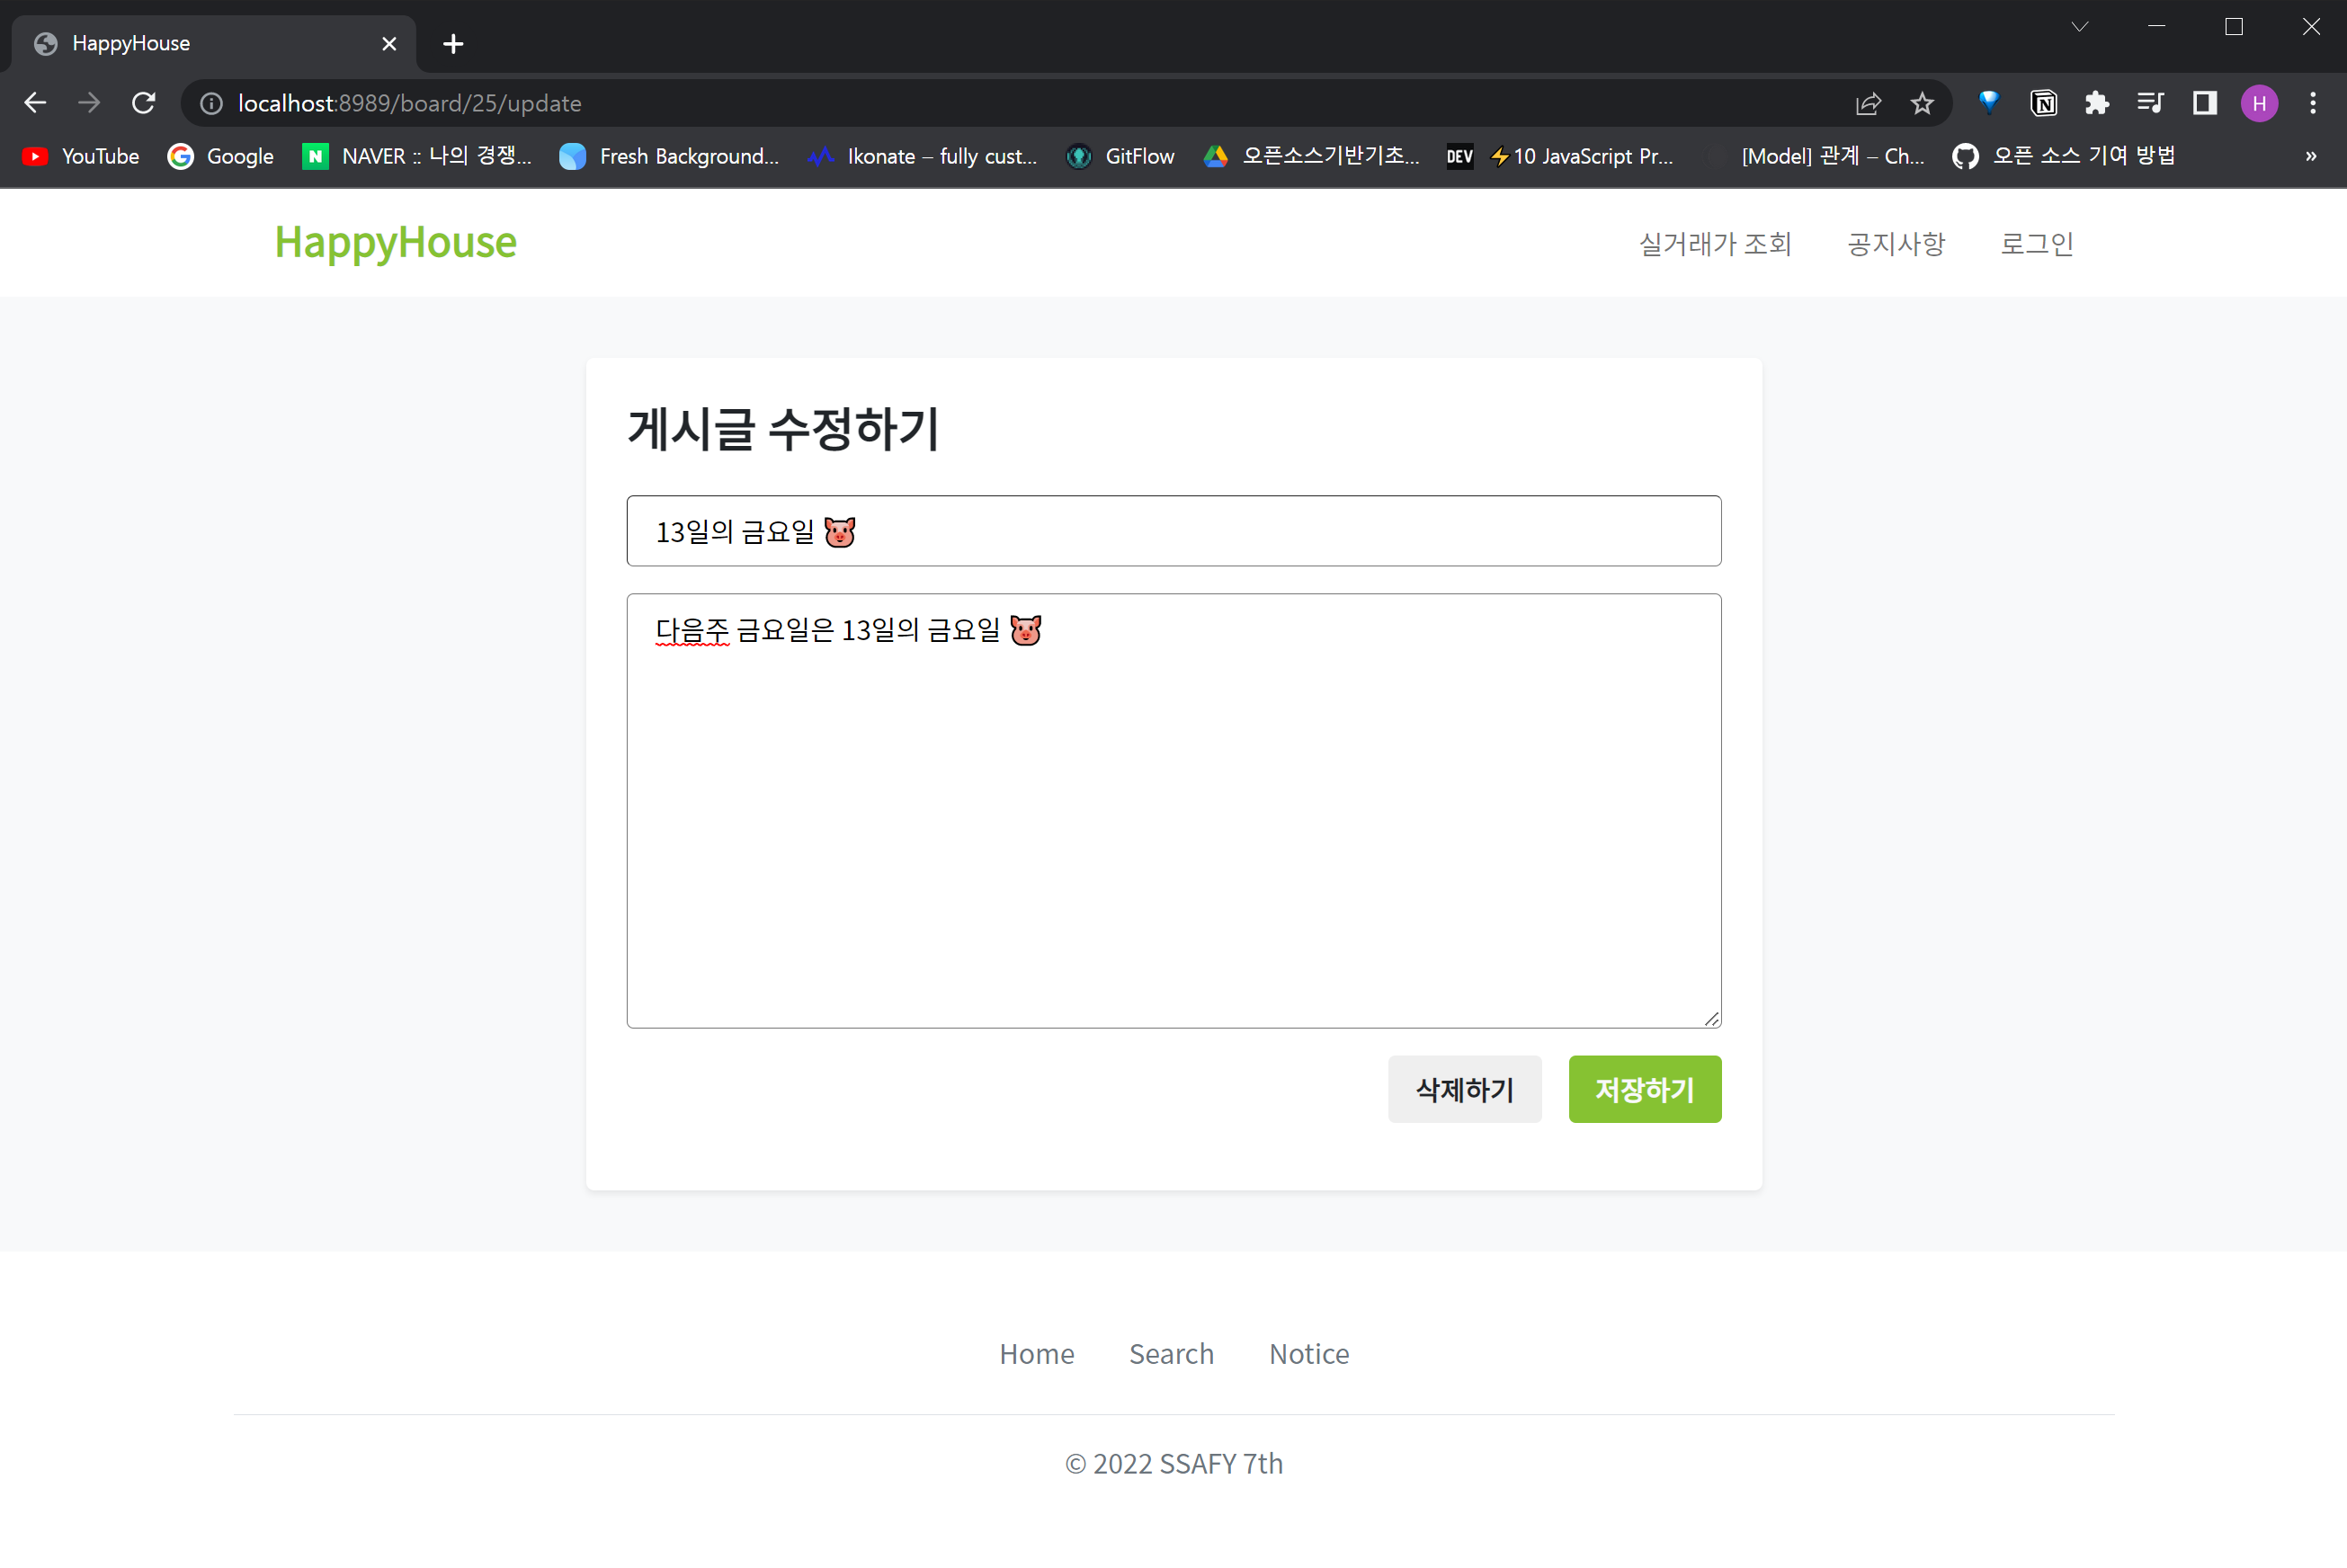 HappyHouse
localhost:8989/board/25/update
H
YouTube Google NAVER :: 나의 경쟁... Fresh Background... Ikonate – fully cust... GitFlow 오픈소스기반기초... DEV ⚡10 JavaScript Pr... [Model] 관계 – Ch... 오픈 소스 기여 방법 »
HappyHouse 실거래가 조회 공지사항 로그인
게시글 수정하기
13일의 금요일 🐷
다음주 금요일은 13일의 금요일 🐷
삭제하기 저장하기
Home Search Notice
© 2022 SSAFY 7th